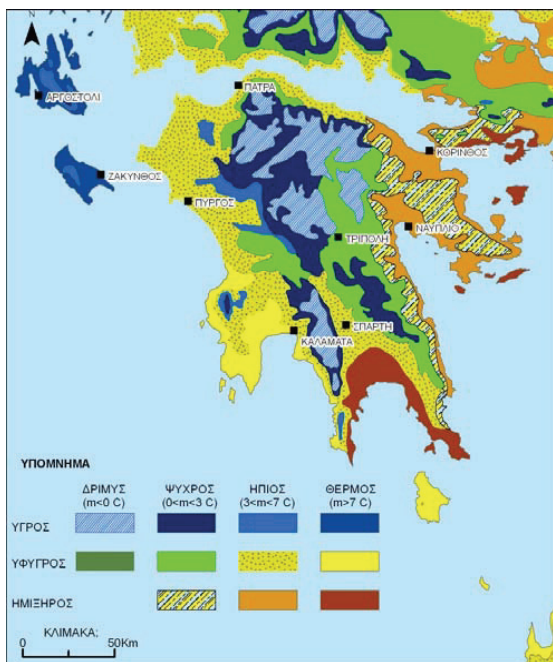 ΠΑΤΡΑ
ΑΡΓΟΣΤΟΛΙ
ΚΟΡΙΝΘΟΣ
ΖΑΚΥΝΘΟΣ
ΠΥΡΓΟΣ
ΝΑΥΠΛΙΟ
ΤΡΙΠΟΛΗ
ΣΠΑΡΤΗ
ΚΑΛΑΜΑΤΑ
ΥΠΟΜΝΗΜΑ
ΔΡΙΜΥΣ ΨΥΧΡΟΣ ΗΠΙΟΣ ΘΕΡΜΟΣ
(m<0 C) (0<m<3 C) (3<m<7 C) (m>7 C)
ΥΓΡΟΣ
ΥΦΥΓΡΟΣ
ΗΜΙΞΗΡΟΣ
ΚΛΙΜΑΚΑ:
0 50Km